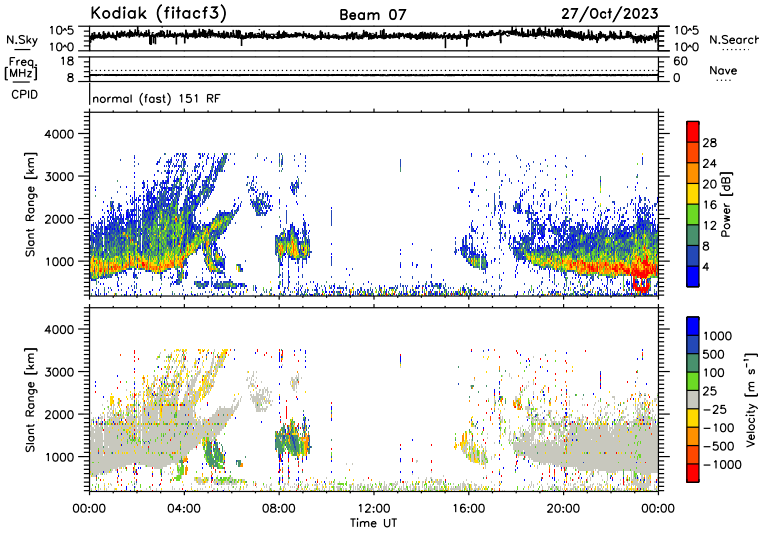 Kodiak (fitacf3) Beam 07 27/Oct/2023
N.Sky 10^5 10^0 10^5 10^0 N.Search
Freq. [MHz] 18 8 60 0 Nave
CPID normal (fast) 151 RF
Slant Range [km] 4000 3000 2000 1000
Power [dB] 28 24 20 16 12 8 4
Slant Range [km] 4000 3000 2000 1000
Velocity [m s^-1] 1000 500 100 25 -25 -100 -500 -1000
00:00 04:00 08:00 12:00 16:00 20:00 00:00
Time UT